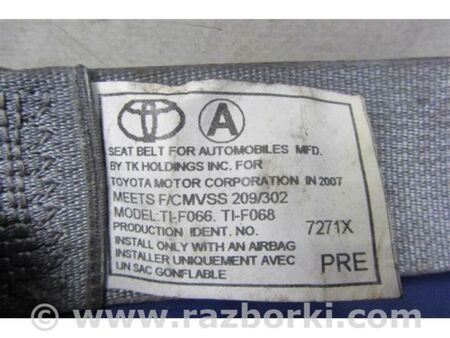 A
SEAT BELT FOR AUTOMOBILES MFD.
BY TK HOLDINGS INC. FOR
TOYOTA MOTOR CORPORATION IN 2007
MEETS F/CMVSS 209/302
MODEL:TI-F066. TI-F068
PRODUCTION IDENT. NO. 7271X
INSTALL ONLY WITH AN AIRBAG
INSTALLER UNIQUEMENT AVEC
UN SAC GONFLABLE PRE
www.razborki.com